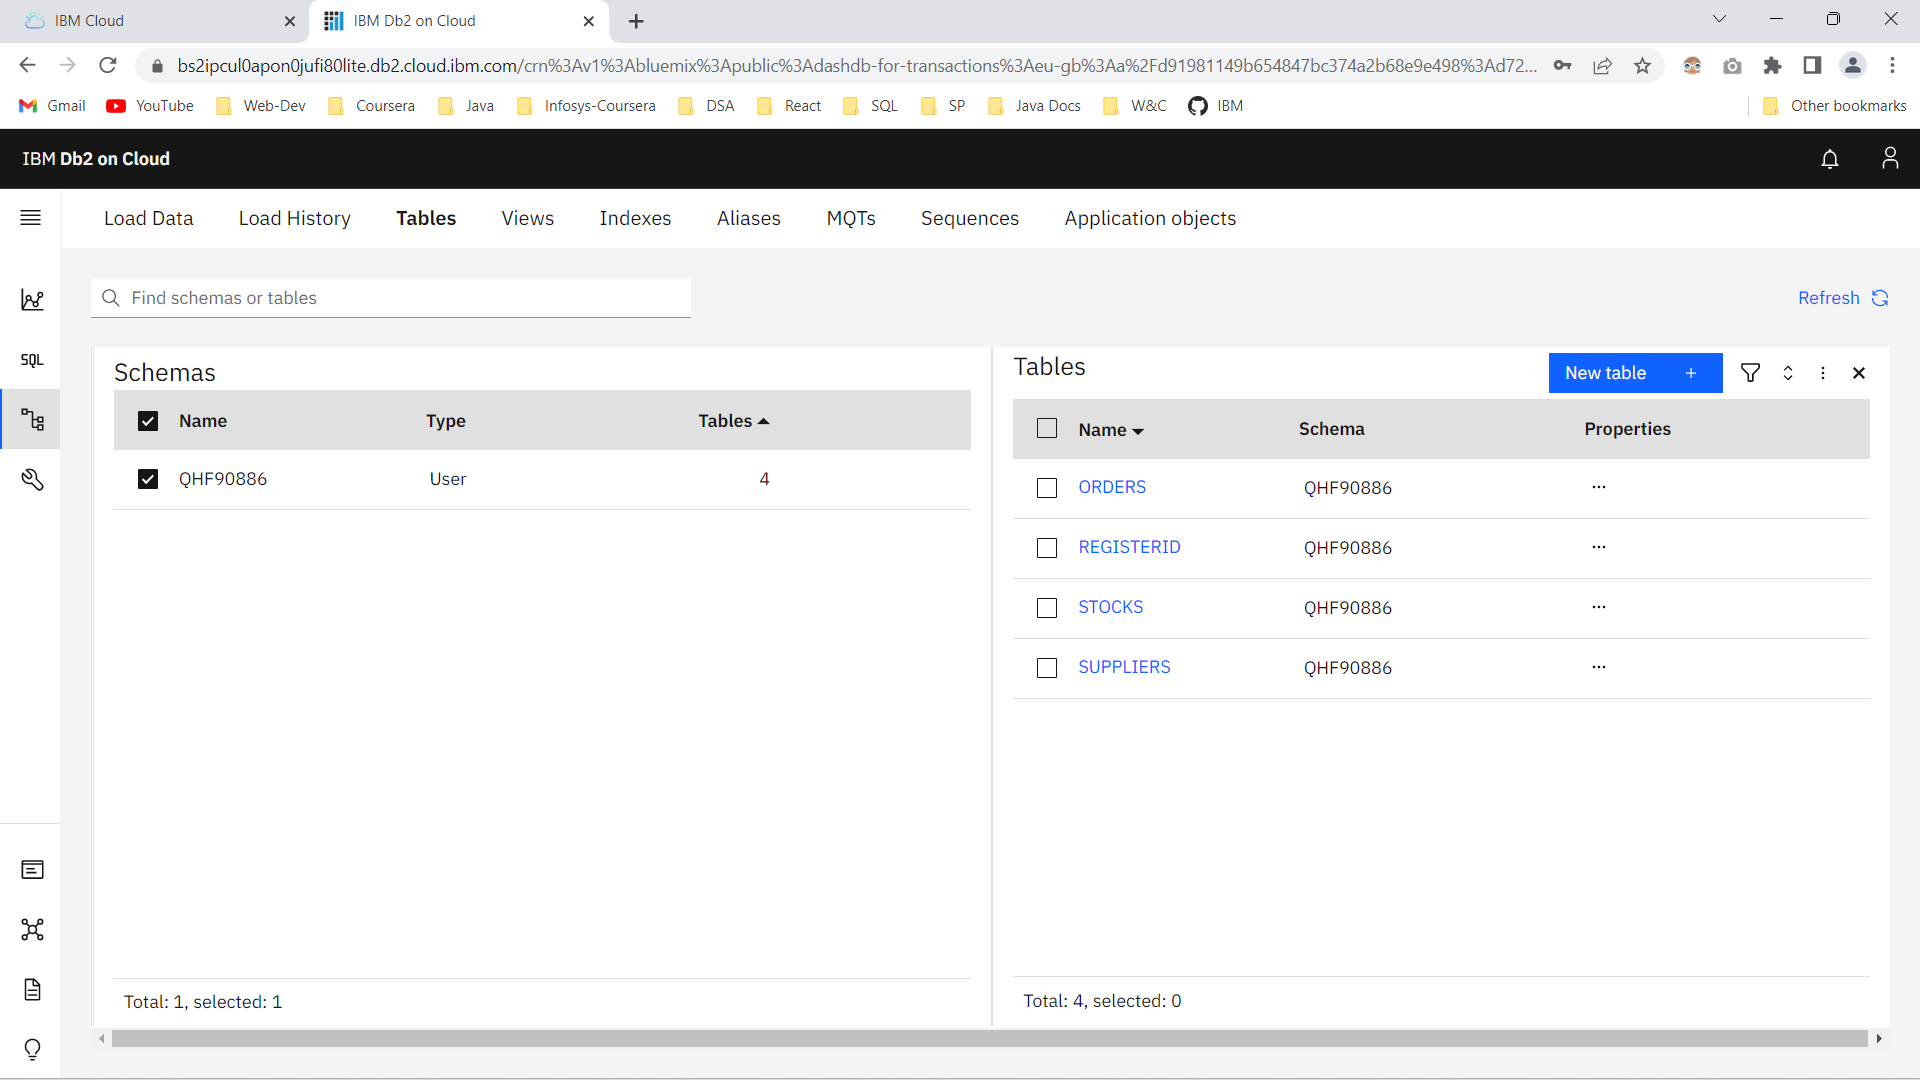 IBM Cloud
IBM Db2 on Cloud
bs2ipcul0apon0jufi80lite.db2.cloud.ibm.com/crn%3Av1%3Abluemix%3Apublic%3Adashdb-for-transactions%3Aeu-gb%3Aa%2Fd91981149b654847bc374a2b68e9e498%3Ad72...
Gmail YouTube Web-Dev Coursera Java Infosys-Coursera DSA React SQL SP Java Docs W&C IBM Other bookmarks
IBM Db2 on Cloud
Load Data Load History Tables Views Indexes Aliases MQTs Sequences Application objects
Find schemas or tables
Refresh
SQL
Schemas
Name Type Tables
QHF90886 User 4
Total: 1, selected: 1
Tables
New table +
Name Schema Properties
ORDERS QHF90886 ...
REGISTERID QHF90886 ...
STOCKS QHF90886 ...
SUPPLIERS QHF90886 ...
Total: 4, selected: 0